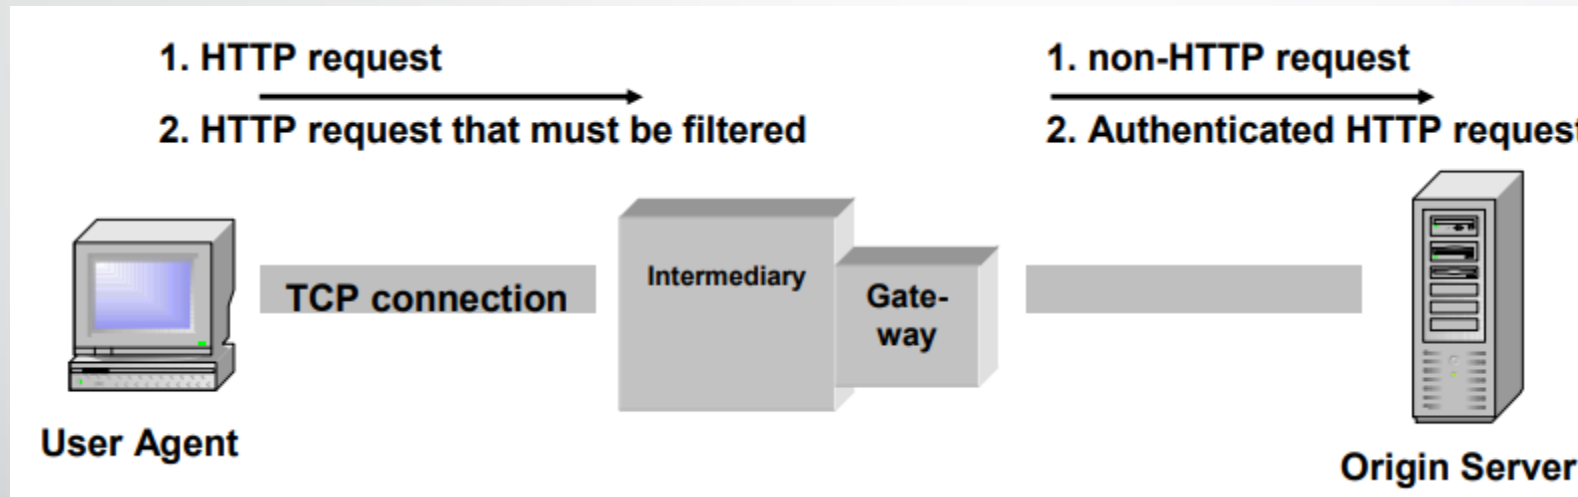 1. HTTP request
2. HTTP request that must be filtered
1. non-HTTP request
2. Authenticated HTTP request
TCP connection
Intermediary
Gate-
way
User Agent
Origin Server